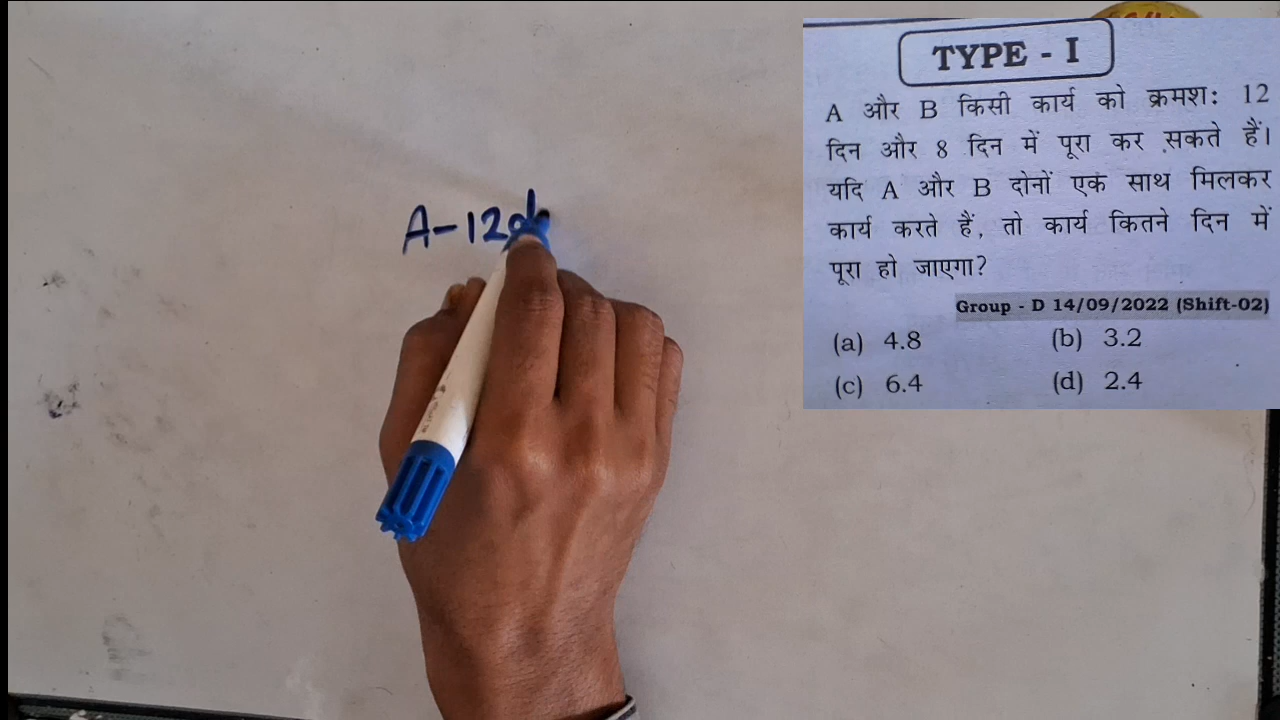 A-12d
TYPE - I
A और B किसी कार्य को क्रमश: 12
दिन और 8 दिन में पूरा कर सकते हैं।
यदि A और B दोनों एक साथ मिलकर
कार्य करते हैं, तो कार्य कितने दिन में
पूरा हो जाएगा?
Group - D 14/09/2022 (Shift-02)
(a) 4.8 (b) 3.2
(c) 6.4 (d) 2.4